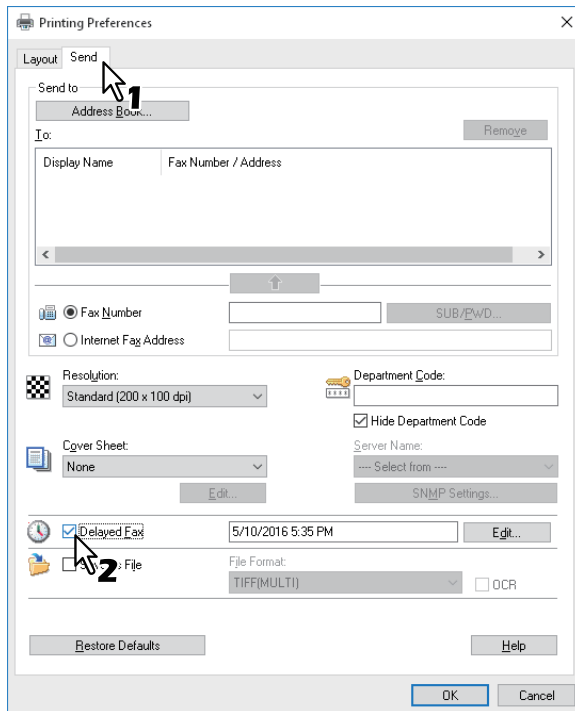 Printing Preferences
Layout Send
1
Send to
Address Book...
To:
Remove
Display Name Fax Number / Address
Fax Number
SUB/PWD...
Internet Fax Address
Resolution:
Standard (200 x 100 dpi)
Department Code:
Hide Department Code
Cover Sheet:
None
Server Name:
---- Select from ----
Edit...
SNMP Settings...
Delayed Fax
5/10/2016 5:35 PM
Edit...
2
File
File Format:
TIFF(MULTI)
OCR
Restore Defaults
Help
OK
Cancel